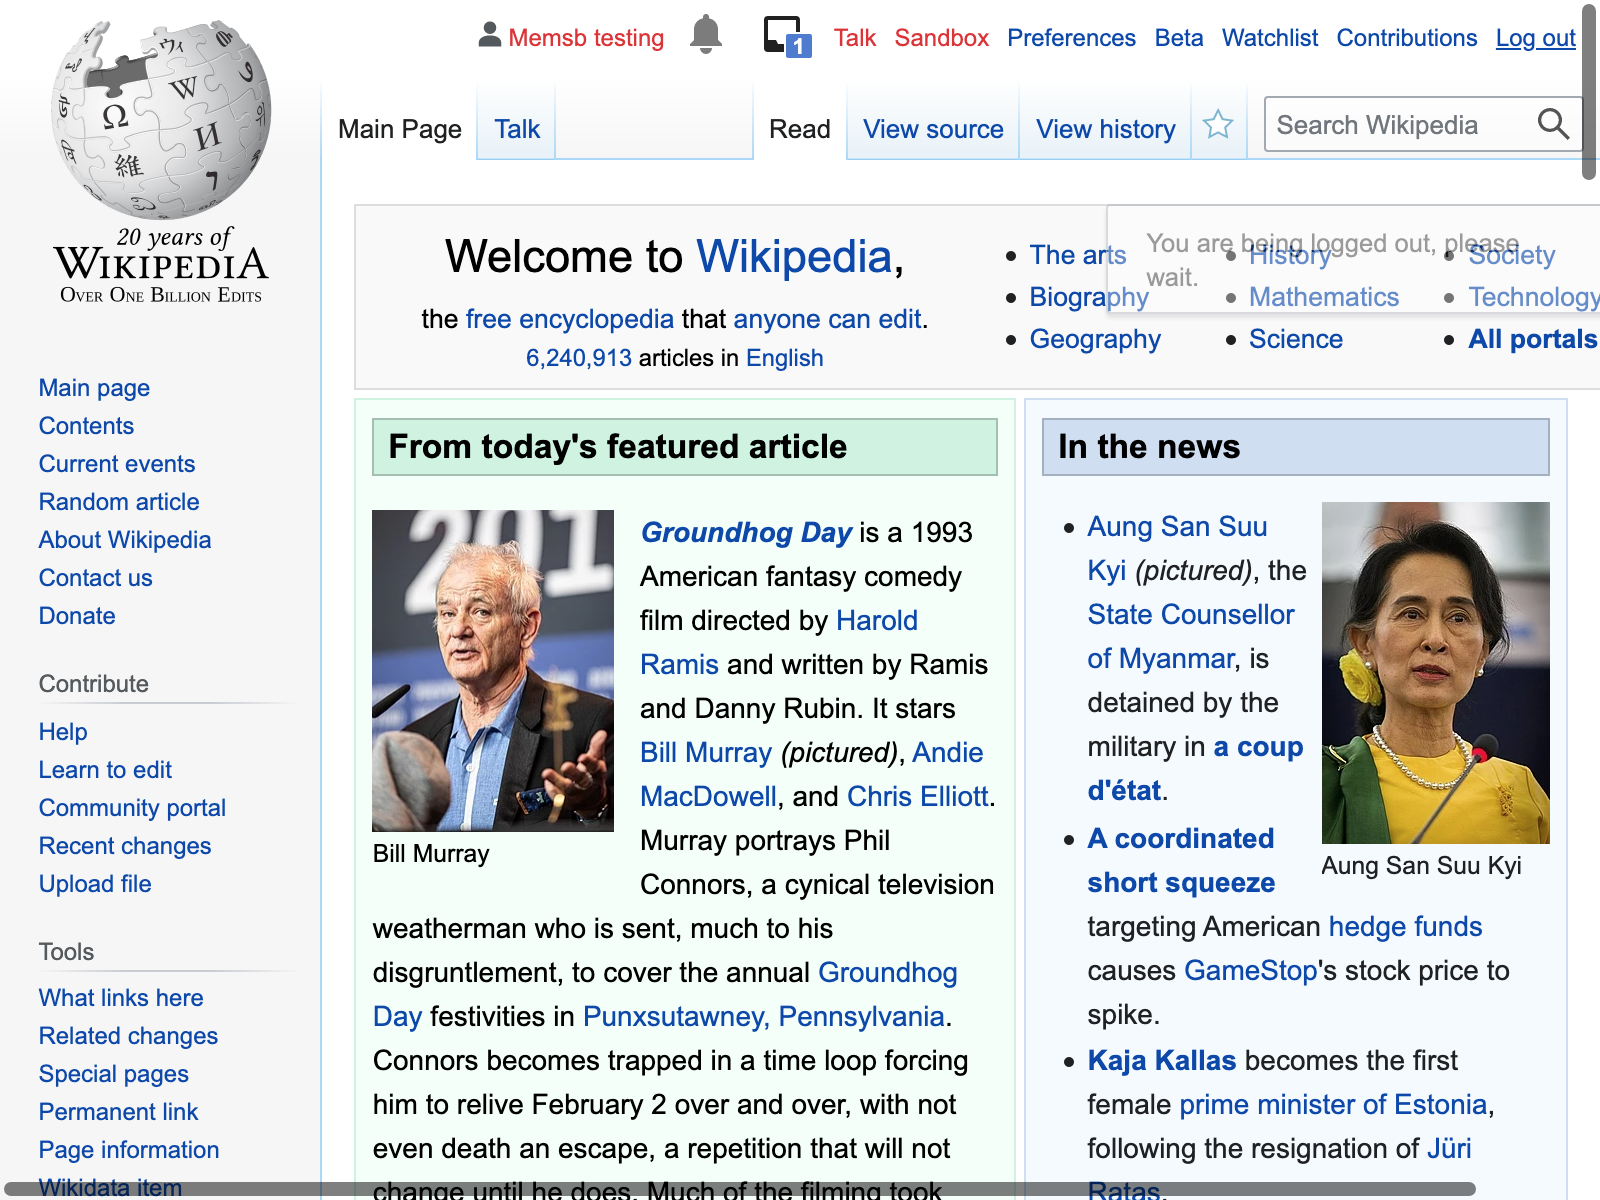 Memsb testing
1
Talk
Sandbox
Preferences
Beta
Watchlist
Contributions
Log out
Main Page
Talk
Read
View source
View history
Search Wikipedia
Ω
W
И
維
ウィ
20 years of
WIKIPEDIA
OVER ONE BILLION EDITS
Main page
Contents
Current events
Random article
About Wikipedia
Contact us
Donate
Contribute
Help
Learn to edit
Community portal
Recent changes
Upload file
Tools
What links here
Related changes
Special pages
Permanent link
Page information
Wikidata item
Welcome to Wikipedia,
the free encyclopedia that anyone can edit.
6,240,913 articles in English
The arts
Biography
Geography
History
Mathematics
Science
Society
Technology
All portals
You are being logged out, please
wait.
From today's featured article
201
Bill Murray
Groundhog Day is a 1993
American fantasy comedy
film directed by Harold
Ramis and written by Ramis
and Danny Rubin. It stars
Bill Murray (pictured), Andie
MacDowell, and Chris Elliott.
Murray portrays Phil
Connors, a cynical television
weatherman who is sent, much to his
disgruntlement, to cover the annual Groundhog
Day festivities in Punxsutawney, Pennsylvania.
Connors becomes trapped in a time loop forcing
him to relive February 2 over and over, with not
even death an escape, a repetition that will not
change until he does. Much of the filming took
In the news
Aung San Suu
Kyi (pictured), the
State Counsellor
of Myanmar, is
detained by the
military in a coup
d'état.
Aung San Suu Kyi
A coordinated
short squeeze
targeting American hedge funds
causes GameStop's stock price to
spike.
Kaja Kallas becomes the first
female prime minister of Estonia,
following the resignation of Jüri
Ratas.